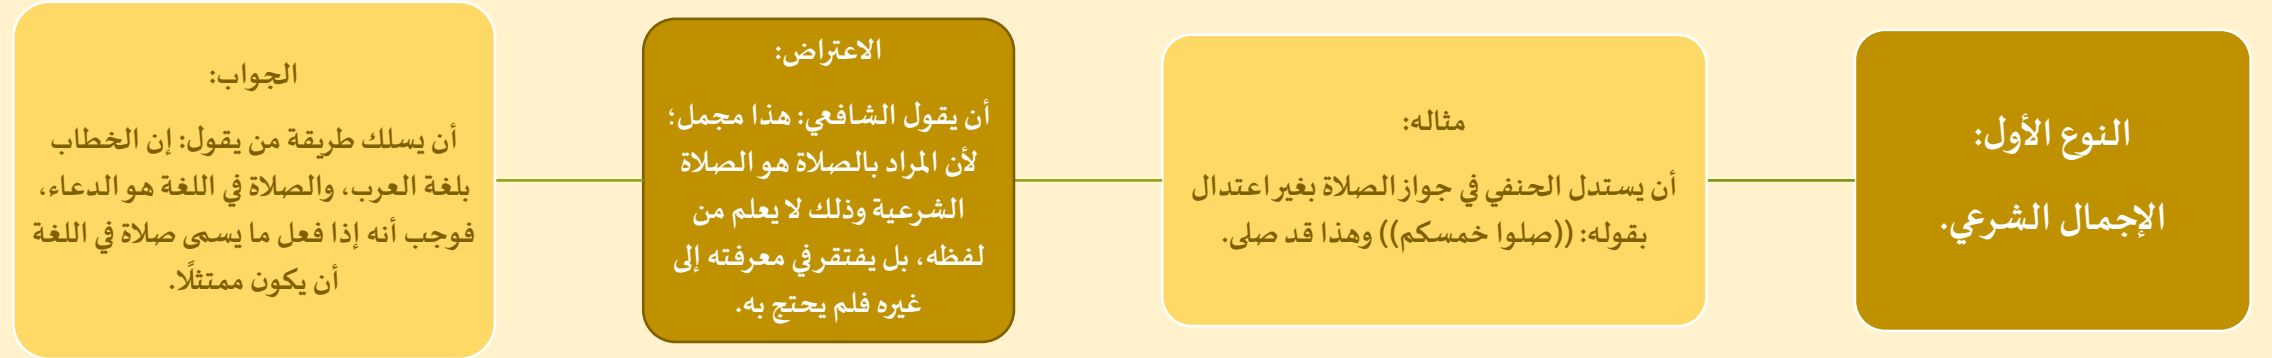 النوع الأول:
الإجمال الشرعي.
مثاله:
أن يستدل الحنفي في جواز الصلاة بغير اعتدال
بقوله: ((صلوا خمسكم)) وهذا قد صلى.
الاعتراض:
أن يقول الشافعي: هذا مجمل؛
لأن المراد بالصلاة هو الصلاة
الشرعية وذلك لا يعلم من
لفظه، بل يفتقر في معرفته إلى
غيره فلم يحتج به.
الجواب:
أن يسلك طريقة من يقول: إن الخطاب
بلغة العرب، والصلاة في اللغة هو الدعاء،
فوجب أنه إذا فعل ما يسمى صلاة في اللغة
أن يكون ممتثلًا.